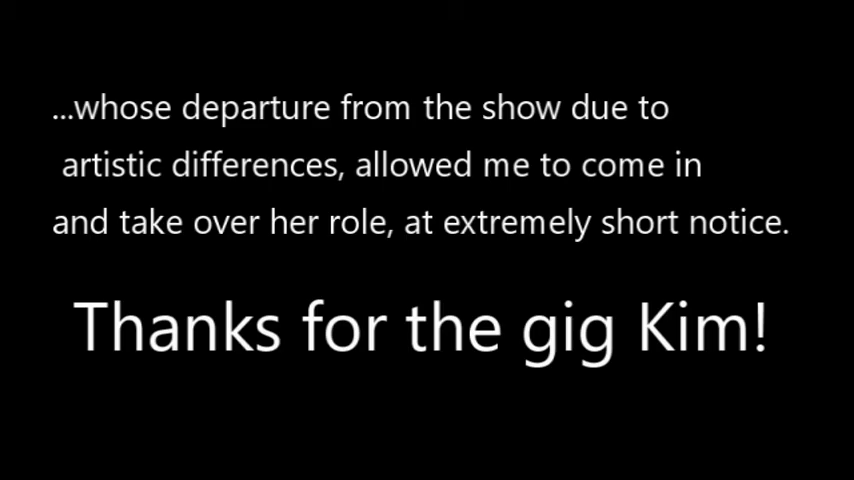 ...whose departure from the show due to
artistic differences, allowed me to come in
and take over her role, at extremely short notice.
Thanks for the gig Kim!